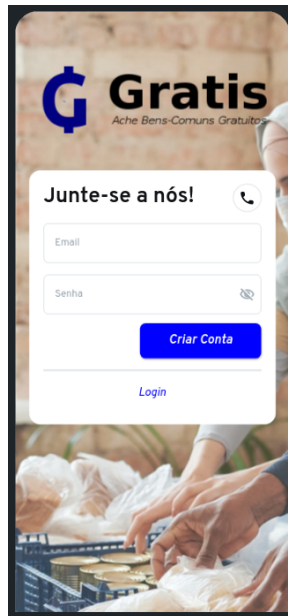 Gratis
Ache Bens-Comuns Gratuitos
Junte-se a nós!
Email
Senha
Criar Conta
Login